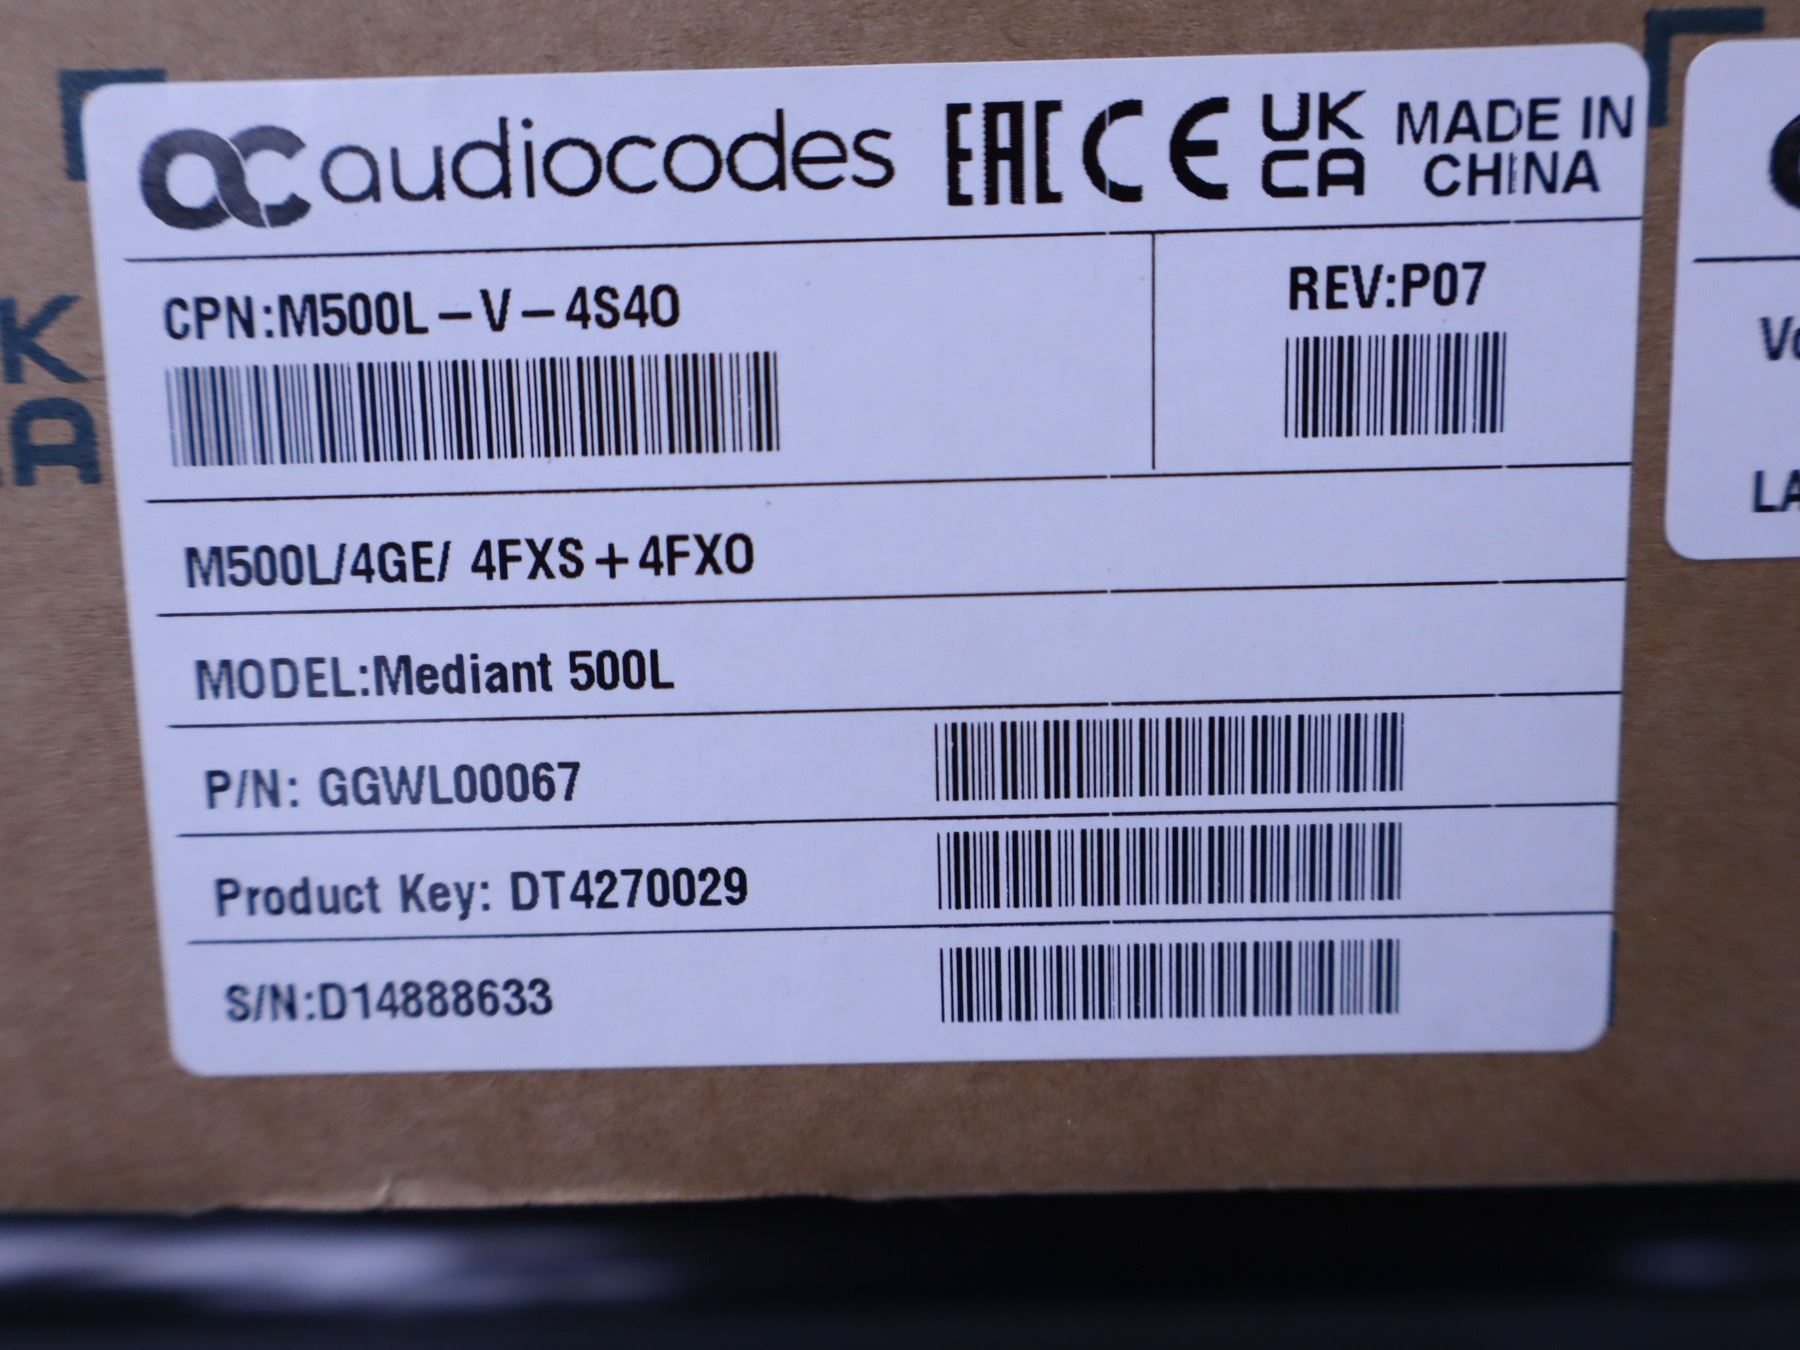 audiocodes EAC CE UK CA MADE IN CHINA
CPN:M500L-V-4S4O
REV:P07
M500L/4GE/ 4FXS+4FXO
MODEL:Mediant 500L
P/N: GGWL00067
Product Key: DT4270029
S/N:D14888633